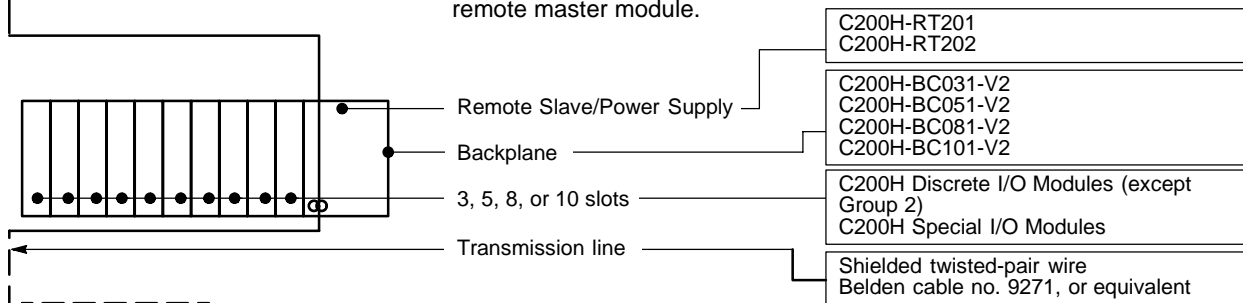 remote master module.
C200H-RT201
C200H-RT202
Remote Slave/Power Supply
C200H-BC031-V2
C200H-BC051-V2
C200H-BC081-V2
C200H-BC101-V2
Backplane
3, 5, 8, or 10 slots
C200H Discrete I/O Modules (except
Group 2)
C200H Special I/O Modules
Transmission line
Shielded twisted-pair wire
Belden cable no. 9271, or equivalent